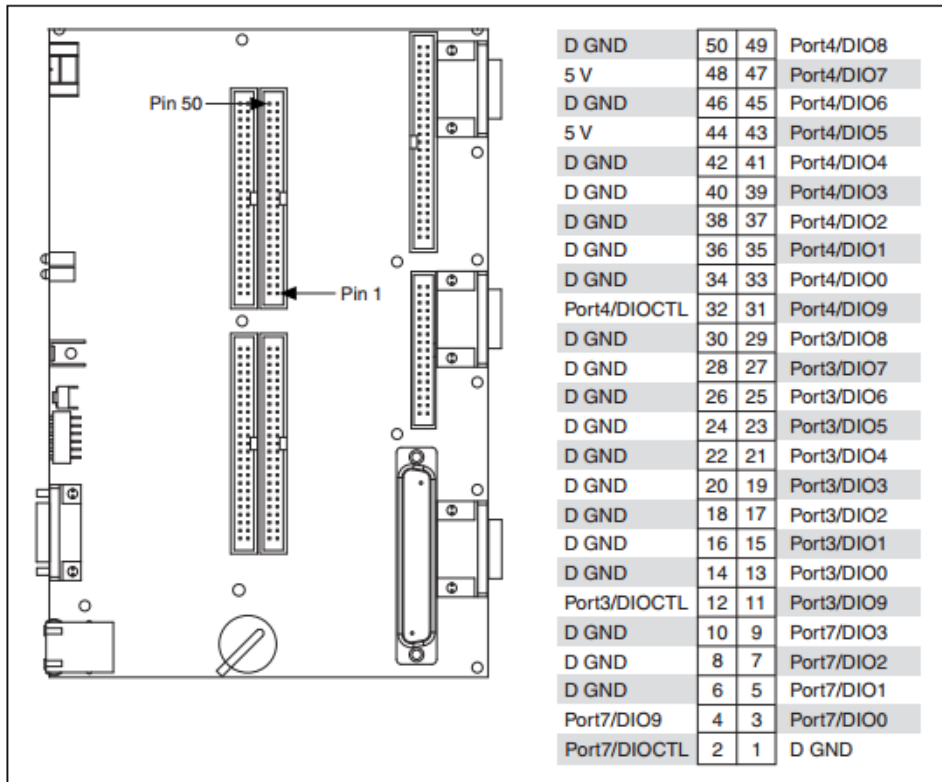 Pin 50
Pin 1
D GND 50 49 Port4/DIO8
5 V 48 47 Port4/DIO7
D GND 46 45 Port4/DIO6
5 V 44 43 Port4/DIO5
D GND 42 41 Port4/DIO4
D GND 40 39 Port4/DIO3
D GND 38 37 Port4/DIO2
D GND 36 35 Port4/DIO1
D GND 34 33 Port4/DIO0
Port4/DIOCTL 32 31 Port4/DIO9
D GND 30 29 Port3/DIO8
D GND 28 27 Port3/DIO7
D GND 26 25 Port3/DIO6
D GND 24 23 Port3/DIO5
D GND 22 21 Port3/DIO4
D GND 20 19 Port3/DIO3
D GND 18 17 Port3/DIO2
D GND 16 15 Port3/DIO1
D GND 14 13 Port3/DIO0
Port3/DIOCTL 12 11 Port3/DIO9
D GND 10 9 Port7/DIO3
D GND 8 7 Port7/DIO2
D GND 6 5 Port7/DIO1
Port7/DIO9 4 3 Port7/DIO0
Port7/DIOCTL 2 1 D GND